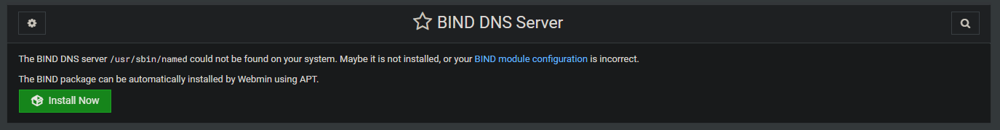 BIND DNS Server
The BIND DNS server /usr/sbin/named could not be found on your system. Maybe it is not installed, or your BIND module configuration is incorrect.
The BIND package can be automatically installed by Webmin using APT.
Install Now